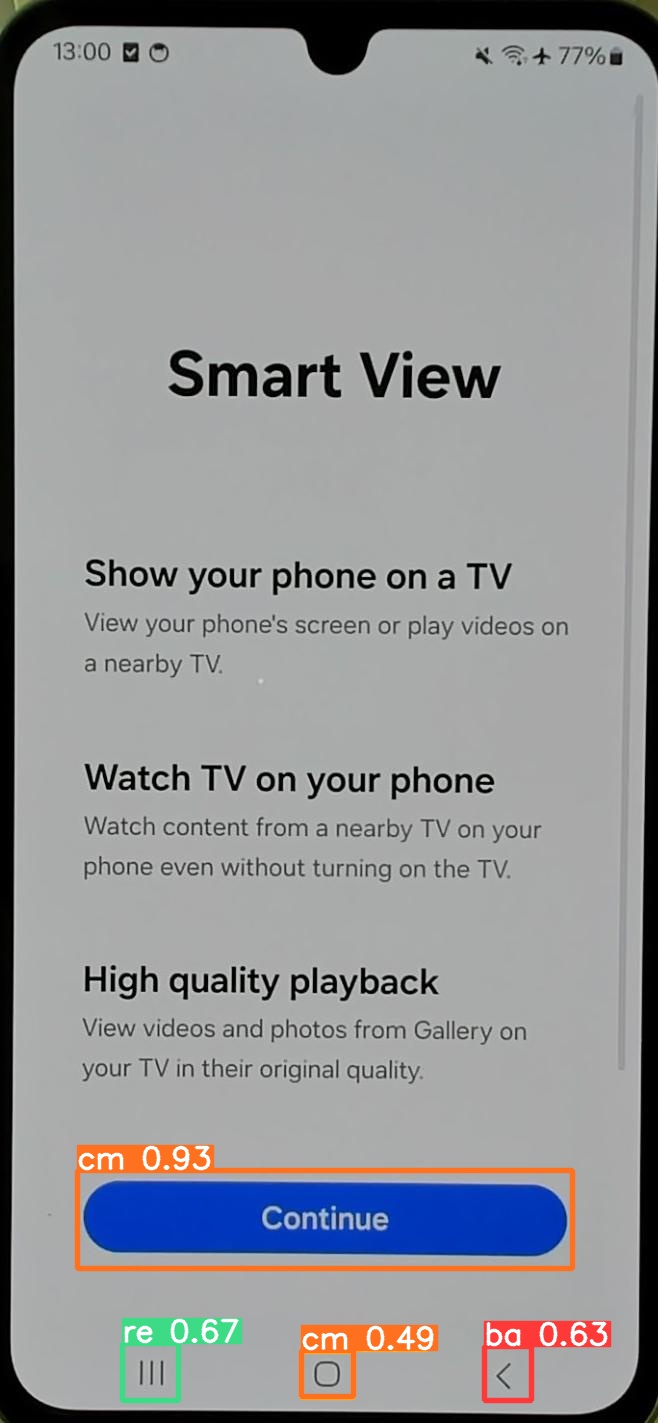 13:00
77%
Smart View
Show your phone on a TV
View your phone's screen or play videos on
a nearby TV.
Watch TV on your phone
Watch content from a nearby TV on your
phone even without turning on the TV.
High quality playback
View videos and photos from Gallery on
your TV in their original quality.
cm 0.93
Continue
re 0.67
cm 0.49
ba 0.63